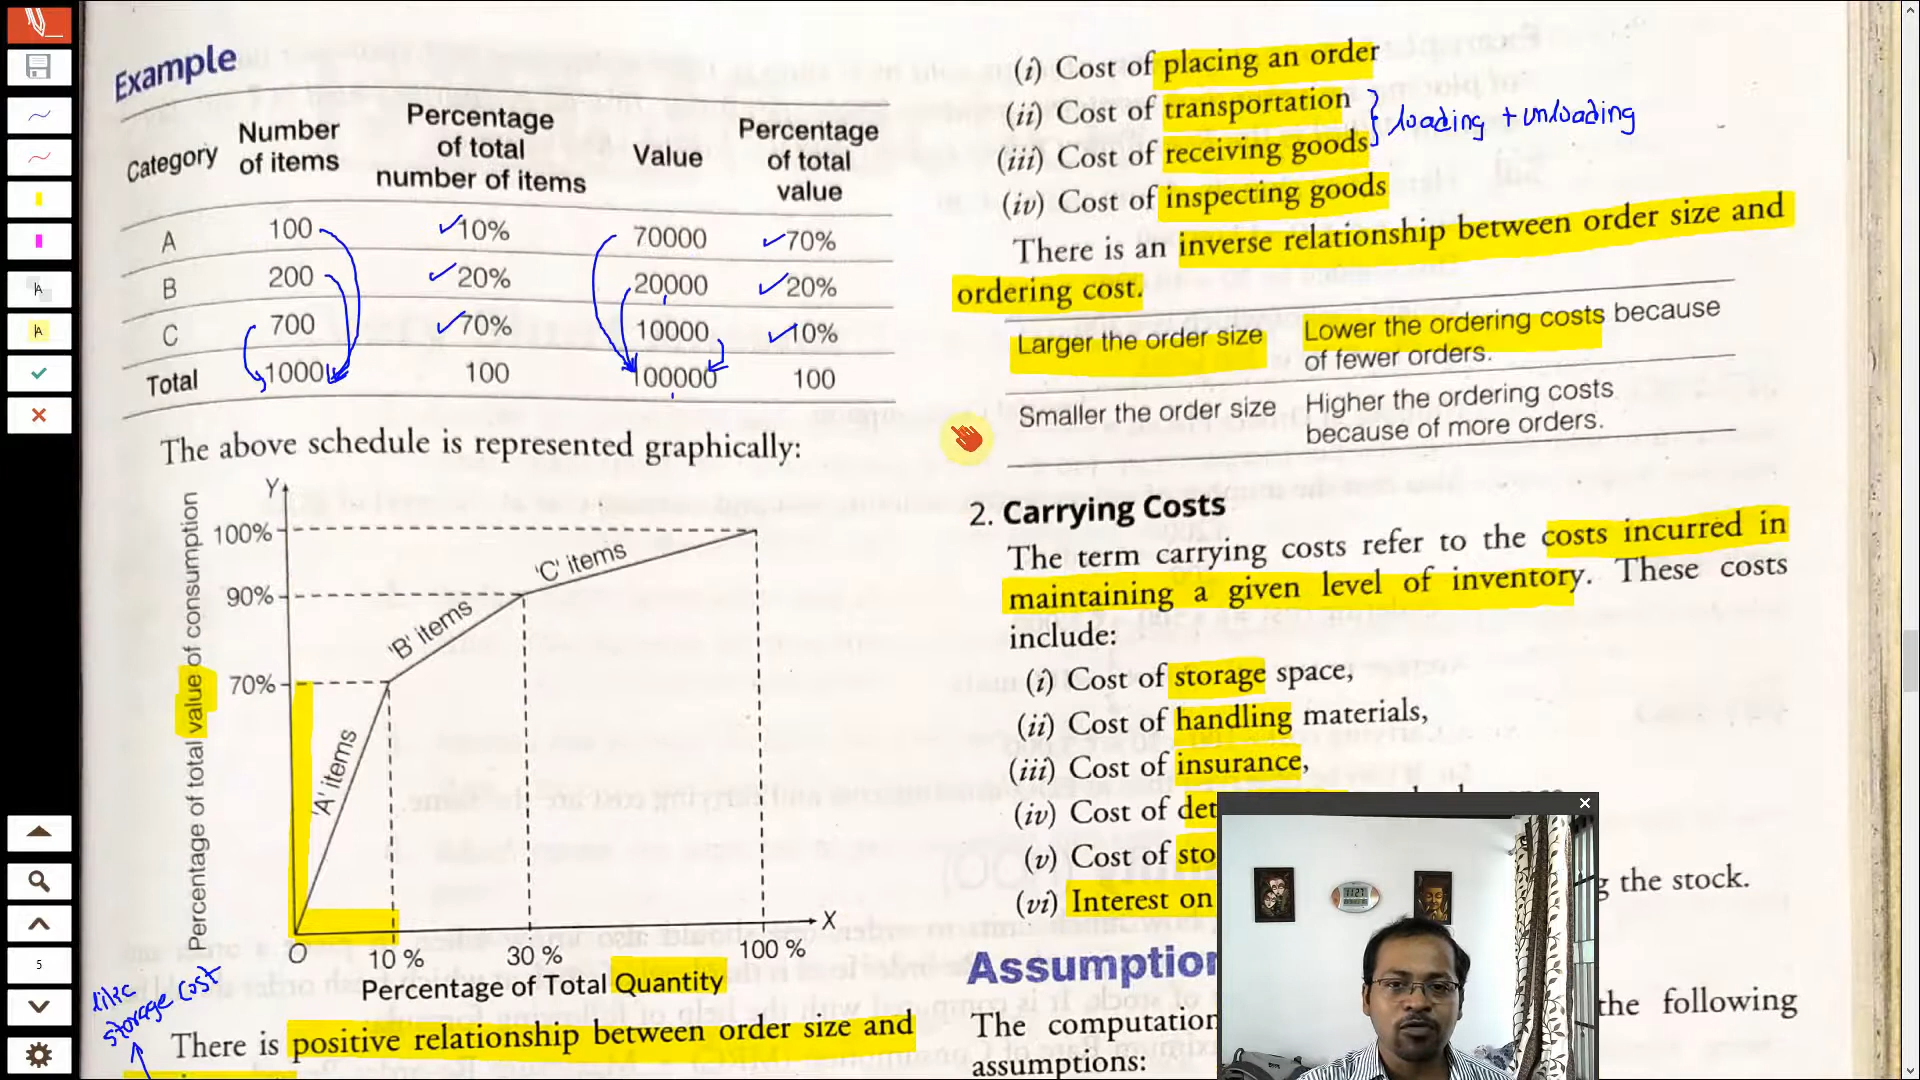 Example
Category
Number of items
Percentage of total number of items
Value
Percentage of total value
A 100 10% 70000 70%
B 200 20% 20000 20%
C 700 70% 10000 10%
Total 1000 100 100000 100
The above schedule is represented graphically:
Y
100%
90%
70%
'C' items
'B' items
'A' items
Percentage of total value of consumption
O 10 % 30 % 100 % X
Percentage of Total Quantity
like
storage cost
There is positive relationship between order size and
(i) Cost of placing an order
(ii) Cost of transportation
(iii) Cost of receiving goods
loading + unloading
(iv) Cost of inspecting goods
There is an inverse relationship between order size and
ordering cost.
Larger the order size Lower the ordering costs because
of fewer orders.
Smaller the order size Higher the ordering costs
because of more orders.
2. Carrying Costs
The term carrying costs refer to the costs incurred in
maintaining a given level of inventory. These costs
include:
(i) Cost of storage space,
(ii) Cost of handling materials,
(iii) Cost of insurance,
(iv) Cost of
(v) Cost of
(vi) Interest on
the stock.
The
the following
assumptions:
A
A
5